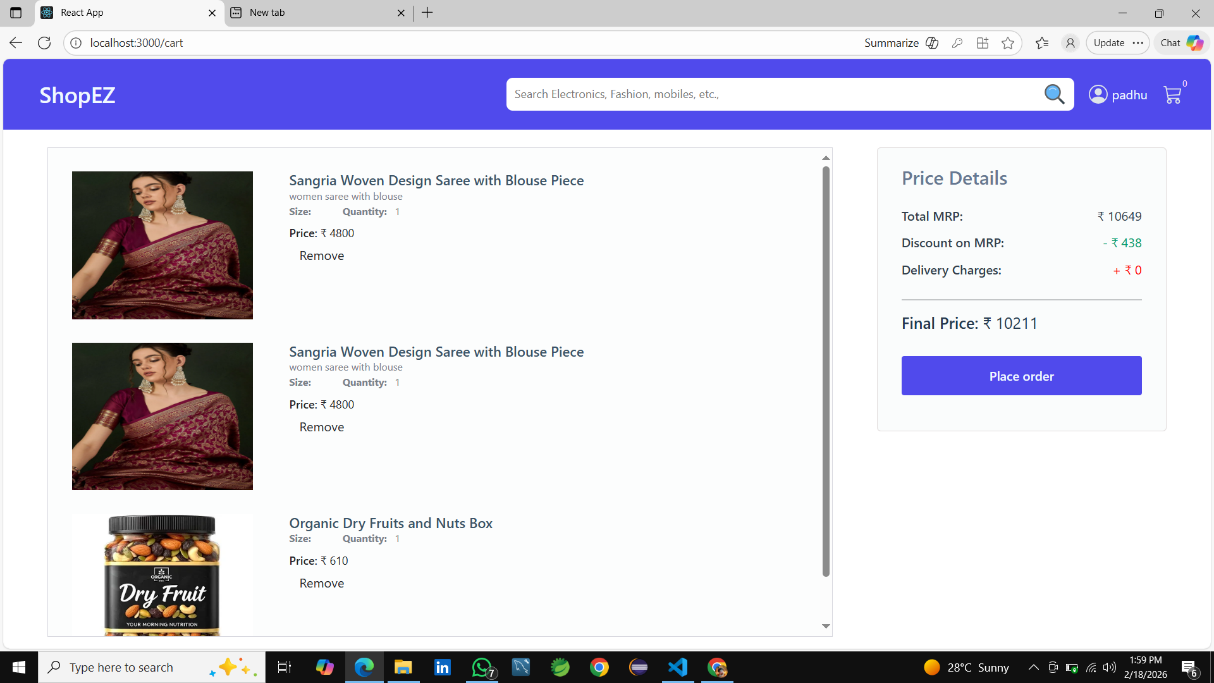 React App
New tab
localhost:3000/cart
Summarize
Update
Chat
ShopEZ
Search Electronics, Fashion, mobiles, etc.,
padhu
0
Sangria Woven Design Saree with Blouse Piece
women saree with blouse
Size: Quantity: 1
Price: ₹ 4800
Remove
Sangria Woven Design Saree with Blouse Piece
women saree with blouse
Size: Quantity: 1
Price: ₹ 4800
Remove
ORGANIC
Dry Fruit
YOUR MORNING NUTRITION
Organic Dry Fruits and Nuts Box
Size: Quantity: 1
Price: ₹ 610
Remove
Price Details
Total MRP: ₹ 10649
Discount on MRP: - ₹ 438
Delivery Charges: + ₹ 0
Final Price: ₹ 10211
Place order
Type here to search
7
28°C Sunny
1:59 PM
2/18/2026
6